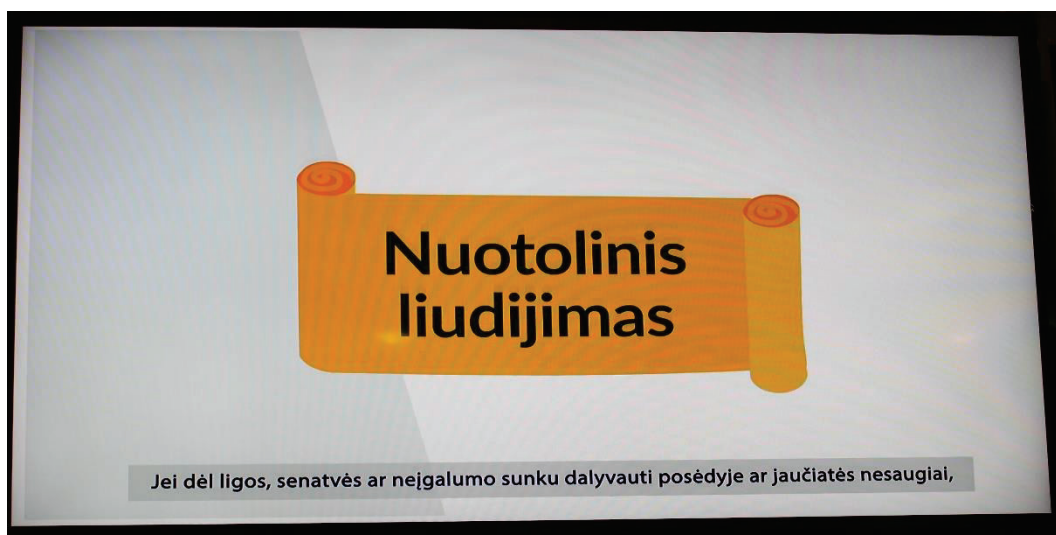 Nuotolinis
liudijimas
Jei dėl ligos, senatvės ar neįgalumo sunku dalyvauti posėdyje ar jaučiatės nesaugiai,